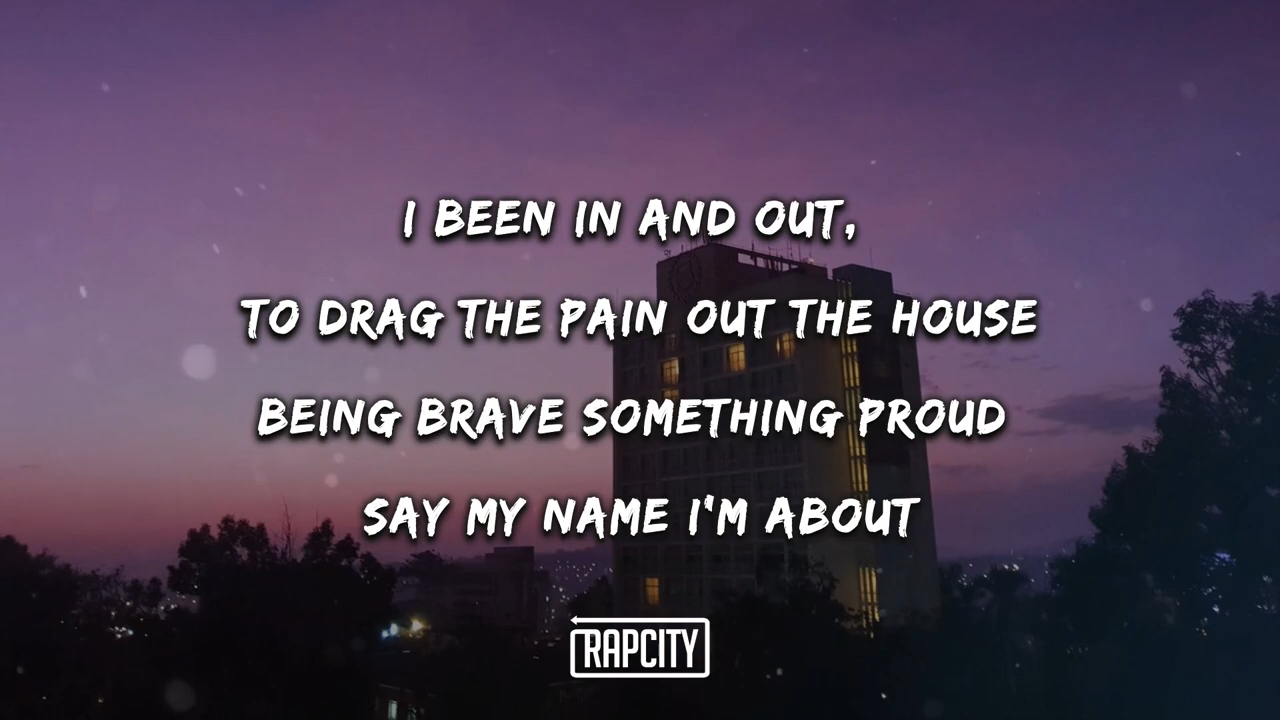 I BEEN IN AND OUT,
TO DRAG THE PAIN OUT THE HOUSE
BEING BRAVE SOMETHING PROUD
SAY MY NAME I'M ABOUT
RAPCITY